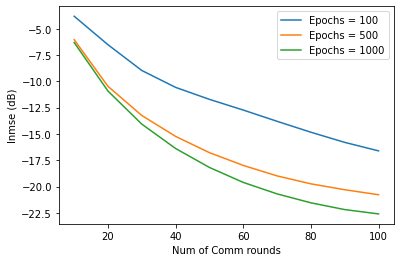 Epochs = 100
Epochs = 500
Epochs = 1000
lnmse (dB)
−5.0
−7.5
−10.0
−12.5
−15.0
−17.5
−20.0
−22.5
20
40
60
80
100
Num of Comm rounds